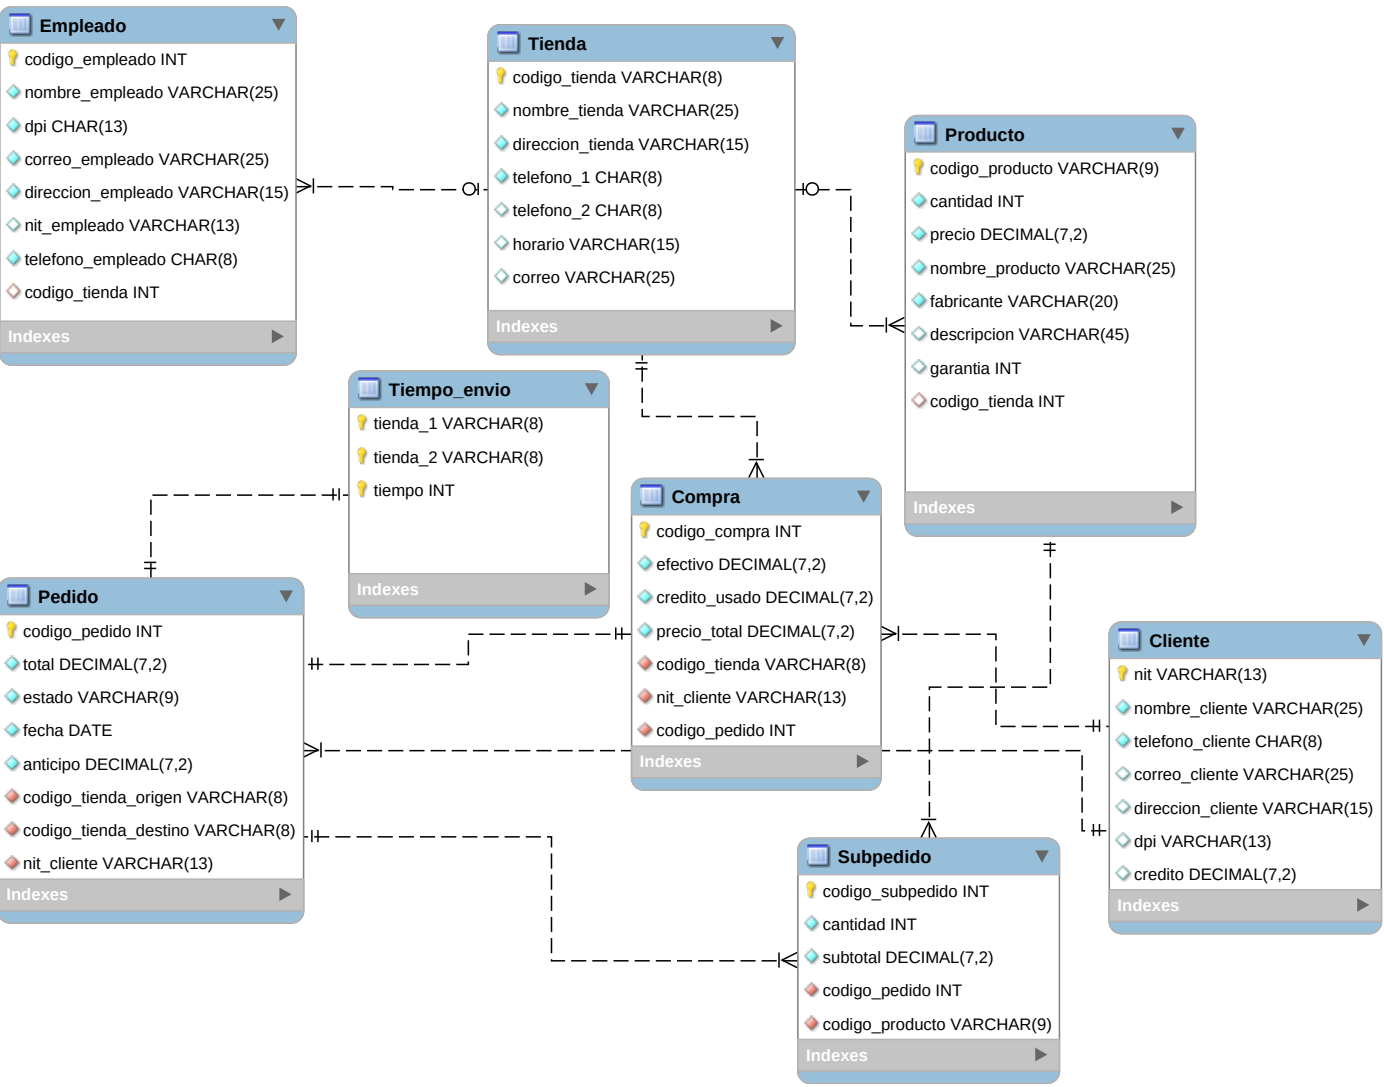 Empleado
codigo_empleado INT
nombre_empleado VARCHAR(25)
dpi CHAR(13)
correo_empleado VARCHAR(25)
direccion_empleado VARCHAR(15)
nit_empleado VARCHAR(13)
telefono_empleado CHAR(8)
codigo_tienda INT
Indexes
Tienda
codigo_tienda VARCHAR(8)
nombre_tienda VARCHAR(25)
direccion_tienda VARCHAR(15)
telefono_1 CHAR(8)
telefono_2 CHAR(8)
horario VARCHAR(15)
correo VARCHAR(25)
Indexes
Producto
codigo_producto VARCHAR(9)
cantidad INT
precio DECIMAL(7,2)
nombre_producto VARCHAR(25)
fabricante VARCHAR(20)
descripcion VARCHAR(45)
garantia INT
codigo_tienda INT
Indexes
Tiempo_envio
tienda_1 VARCHAR(8)
tienda_2 VARCHAR(8)
tiempo INT
Indexes
Compra
codigo_compra INT
efectivo DECIMAL(7,2)
credito_usado DECIMAL(7,2)
precio_total DECIMAL(7,2)
codigo_tienda VARCHAR(8)
nit_cliente VARCHAR(13)
codigo_pedido INT
Indexes
Pedido
codigo_pedido INT
total DECIMAL(7,2)
estado VARCHAR(9)
fecha DATE
anticipo DECIMAL(7,2)
codigo_tienda_origen VARCHAR(8)
codigo_tienda_destino VARCHAR(8)
nit_cliente VARCHAR(13)
Indexes
Cliente
nit VARCHAR(13)
nombre_cliente VARCHAR(25)
telefono_cliente CHAR(8)
correo_cliente VARCHAR(25)
direccion_cliente VARCHAR(15)
dpi VARCHAR(13)
credito DECIMAL(7,2)
Indexes
Subpedido
codigo_subpedido INT
cantidad INT
subtotal DECIMAL(7,2)
codigo_pedido INT
codigo_producto VARCHAR(9)
Indexes